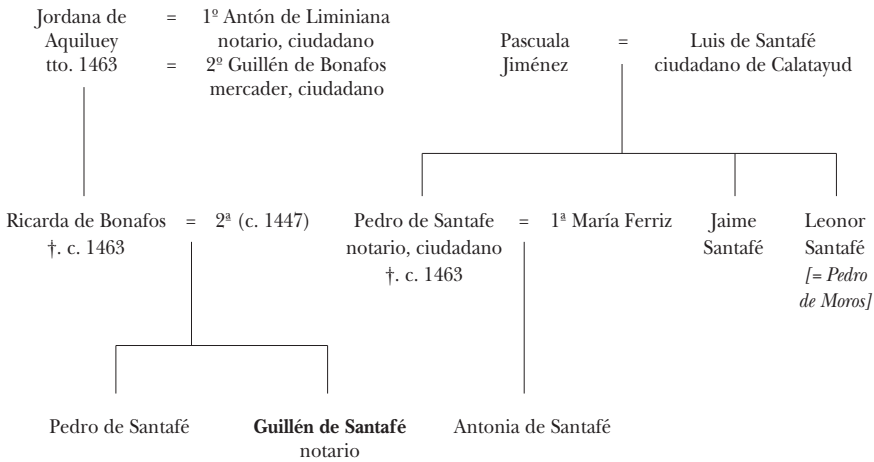 Jordana de = 1º Antón de Liminiana
Aquiluey notario, ciudadano
tto. 1463 = 2º Guillén de Bonafos
mercader, ciudadano
Pascuala = Luis de Santafé
Jiménez ciudadano de Calatayud
Ricarda de Bonafos = 2ª (c. 1447)
†. c. 1463
Pedro de Santafe = 1ª María Ferriz
notario, ciudadano
†. c. 1463
Jaime
Santafé
Leonor
Santafé
[= Pedro
de Moros]
Pedro de Santafé
Guillén de Santafé
notario
Antonia de Santafé